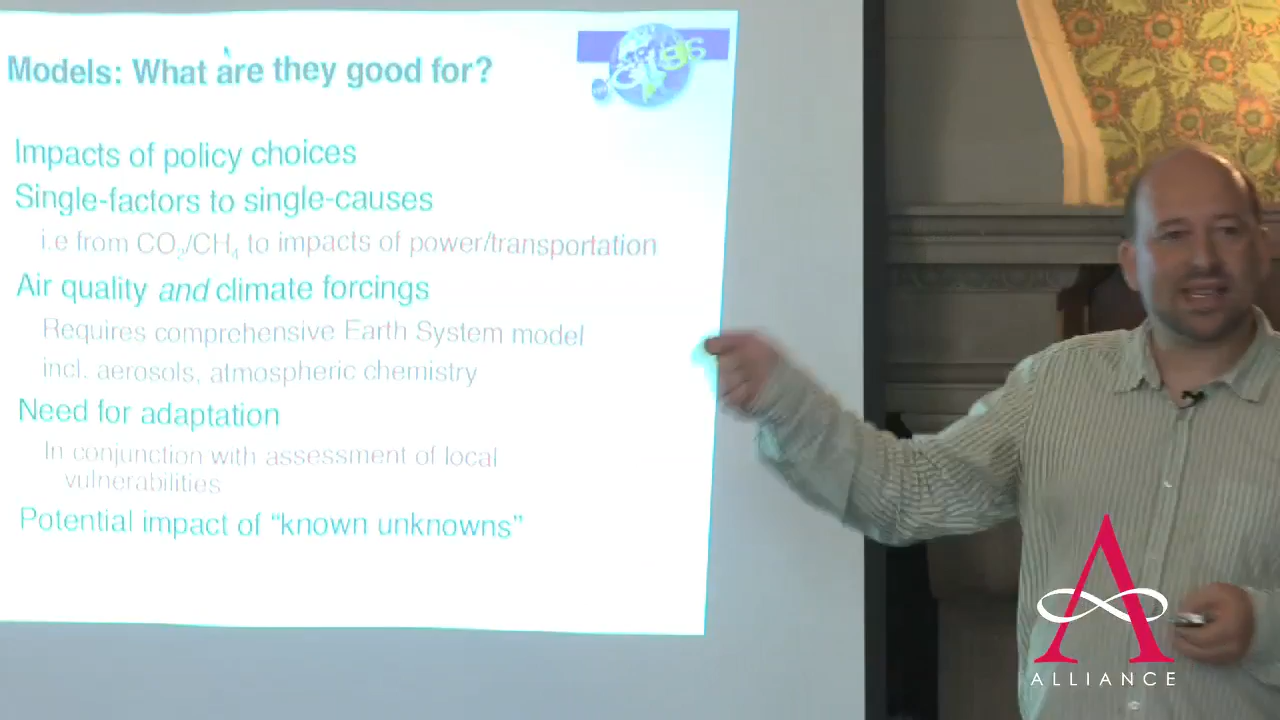 Models: What are they good for?
Impacts of policy choices
Single-factors to single-causes
i.e from CO₂/CH₄ to impacts of power/transportation
Air quality and climate forcings
Requires comprehensive Earth System model
incl. aerosols, atmospheric chemistry
Need for adaptation
In conjunction with assessment of local
vulnerabilities
Potential impact of “known unknowns”
A
ALLIANCE